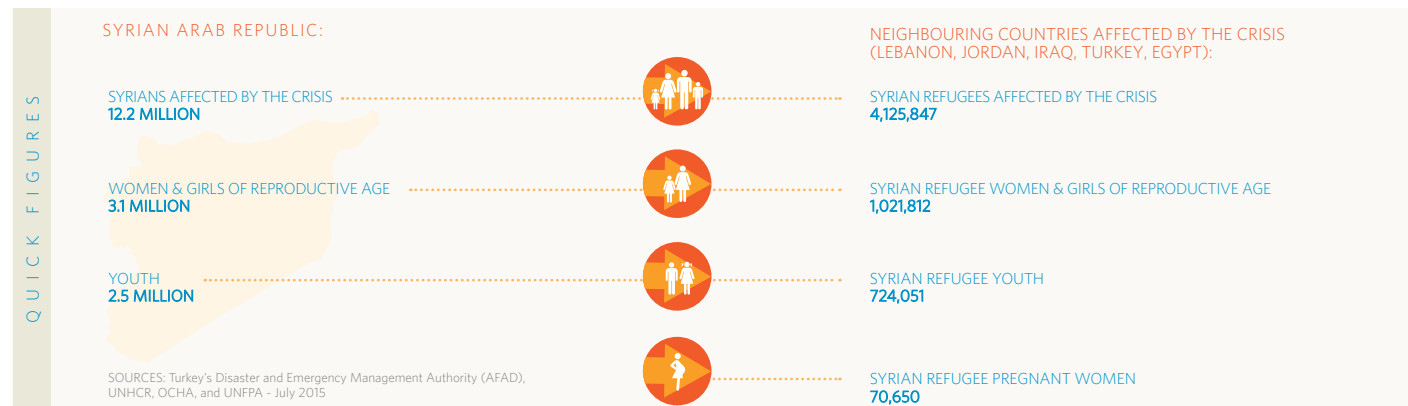 QUICK FIGURES
SYRIAN ARAB REPUBLIC:
SYRIANS AFFECTED BY THE CRISIS
12.2 MILLION
WOMEN & GIRLS OF REPRODUCTIVE AGE
3.1 MILLION
YOUTH
2.5 MILLION
SOURCES: Turkey's Disaster and Emergency Management Authority (AFAD),
UNHCR, OCHA, and UNFPA - July 2015
NEIGHBOURING COUNTRIES AFFECTED BY THE CRISIS
(LEBANON, JORDAN, IRAQ, TURKEY, EGYPT):
SYRIAN REFUGEES AFFECTED BY THE CRISIS
4,125,847
SYRIAN REFUGEE WOMEN & GIRLS OF REPRODUCTIVE AGE
1,021,812
SYRIAN REFUGEE YOUTH
724,051
SYRIAN REFUGEE PREGNANT WOMEN
70,650